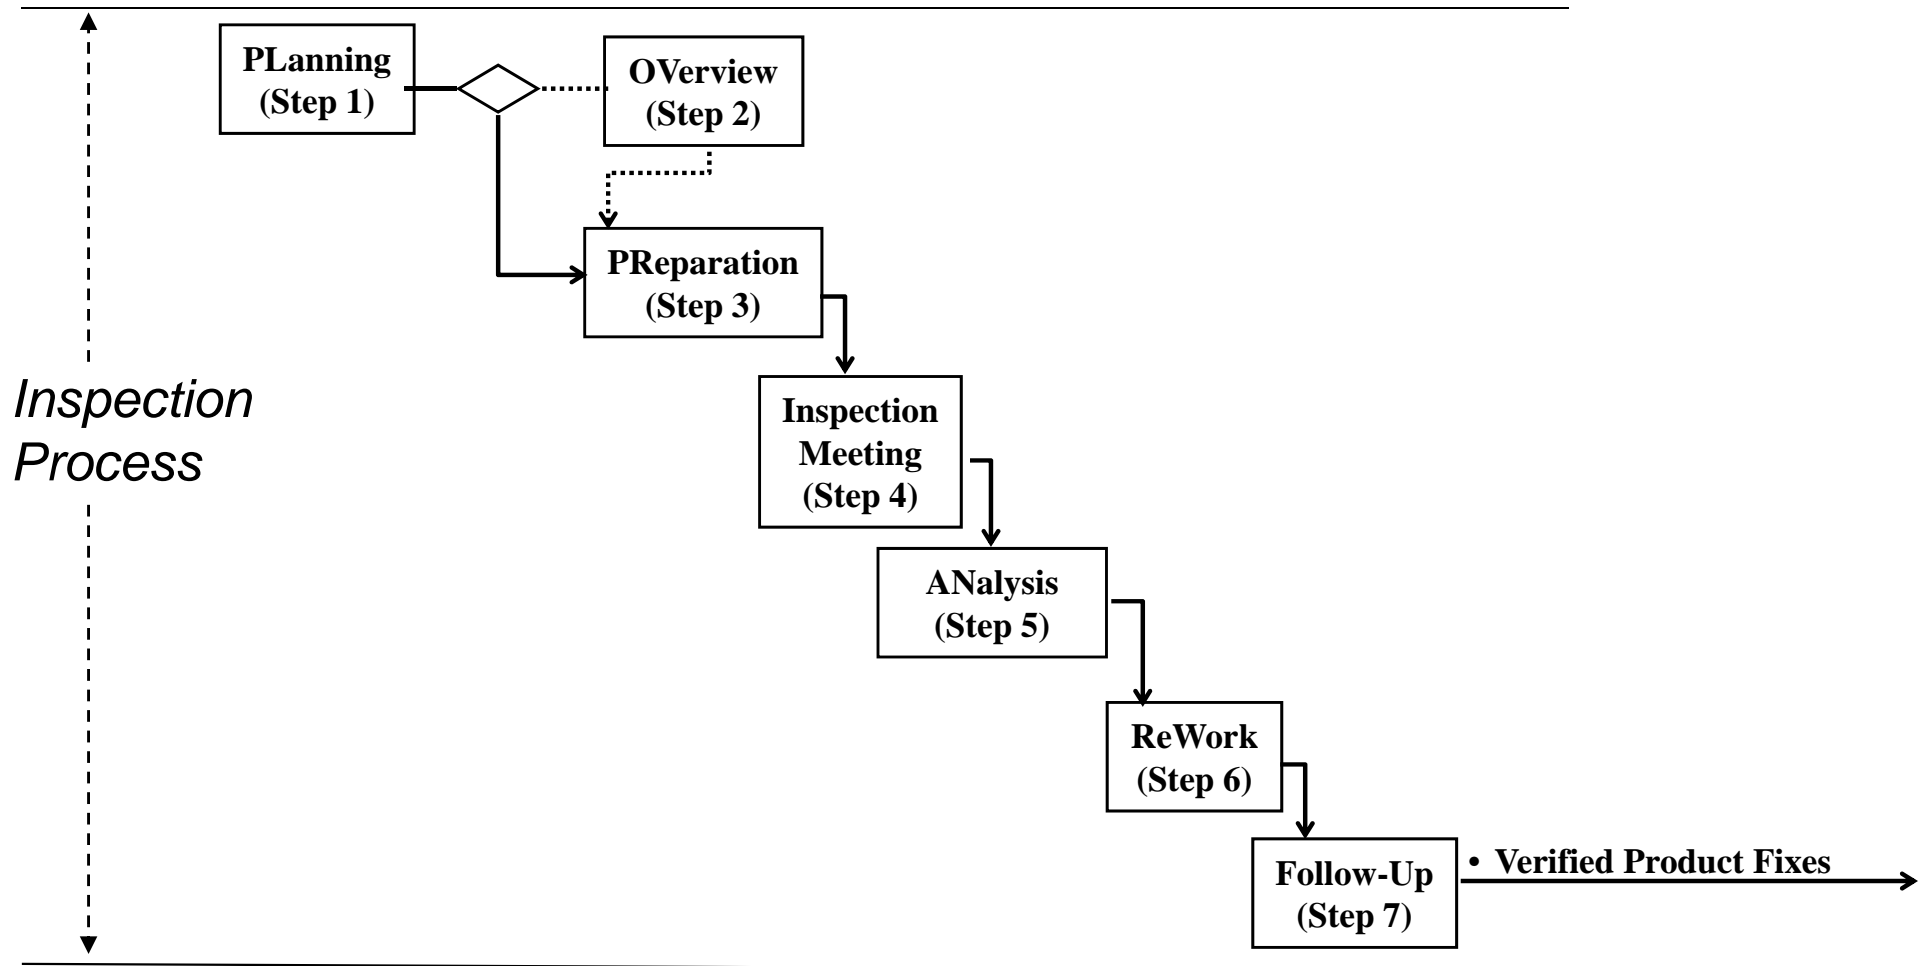 PLanning
(Step 1)
OVerview
(Step 2)
PReparation
(Step 3)
Inspection
Process
Inspection
Meeting
(Step 4)
ANalysis
(Step 5)
ReWork
(Step 6)
Follow-Up
(Step 7)
• Verified Product Fixes